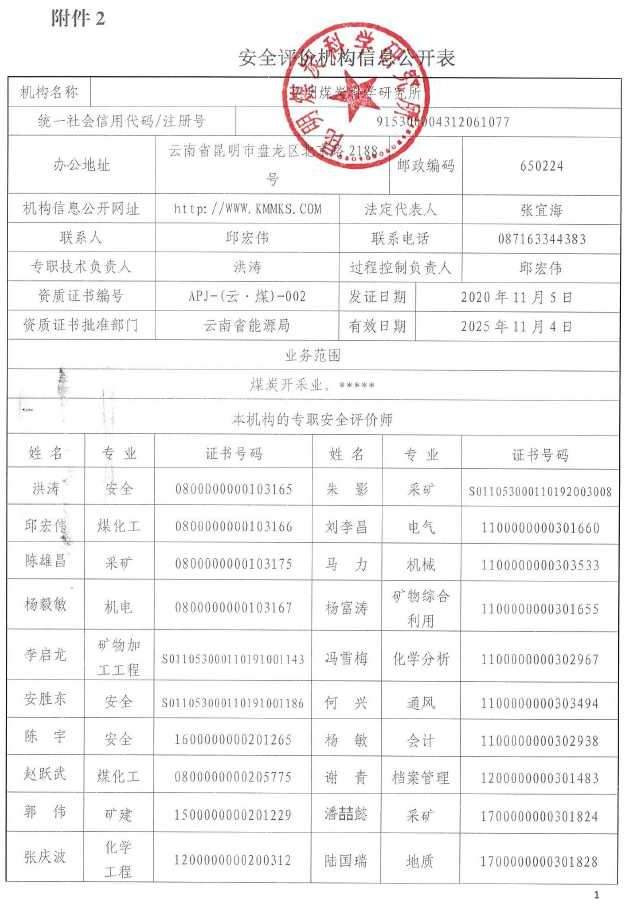 附件 2
安全评价机构信息公开表
机构名称 昆明煤炭科学研究所
统一社会信用代码/注册号 915300004312061077
办公地址 云南省昆明市盘龙区北京路 2188 号 邮政编码 650224
机构信息公开网址 http://WWW.KMMKS.COM 法定代表人 张宜海
联系人 邱宏伟 联系电话 087163344383
专职技术负责人 洪涛 过程控制负责人 邱宏伟
资质证书编号 APJ-(云·煤)-002 发证日期 2020 年 11 月 5 日
资质证书批准部门 云南省能源局 有效日期 2025 年 11 月 4 日
业务范围
煤炭开采业。*****
本机构的专职安全评价师
姓 名 专 业 证书号码 姓 名 专 业 证书号码
洪涛 安全 0800000000103165 朱 影 采矿 S011053000110192003008
邱宏伟 煤化工 0800000000103166 刘李昌 电气 1100000000301660
陈雄昌 采矿 0800000000103175 马 力 机械 1100000000303533
杨毅敏 机电 0800000000103167 杨富涛 矿物综合利用 1100000000301655
李启龙 矿物加工工程 S011053000110191001143 冯雪梅 化学分析 1100000000302967
安胜东 安全 S011053000110191001186 何 兴 通风 1100000000303494
陈 宇 安全 1600000000201265 杨 敏 会计 1100000000302938
赵跃武 煤化工 0800000000205775 谢 青 档案管理 1200000000301483
郭 伟 矿建 1500000000201229 潘喆懿 采矿 1700000000301824
张庆波 化学工程 1200000000200312 陆国瑞 地质 1700000000301828
1
昆明煤炭科学研究所